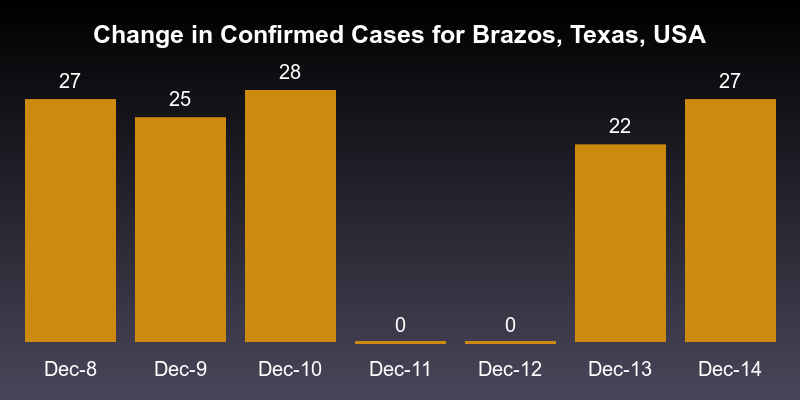 Change in Confirmed Cases for Brazos, Texas, USA
27 25 28 0 0 22 27
Dec-8 Dec-9 Dec-10 Dec-11 Dec-12 Dec-13 Dec-14